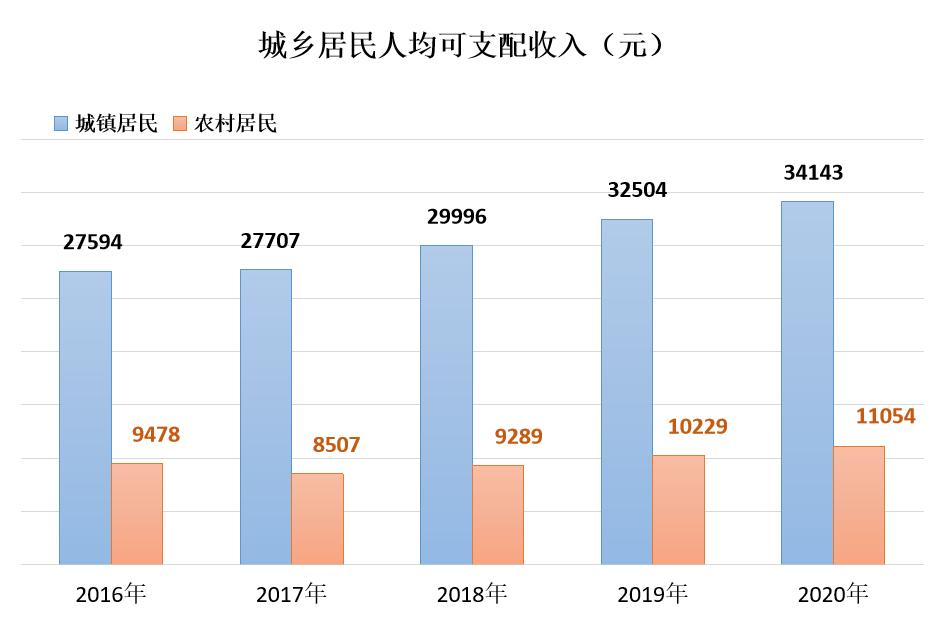 城乡居民人均可支配收入（元）
城镇居民 农村居民
27594 27707 29996 32504 34143
9478 8507 9289 10229 11054
2016年 2017年 2018年 2019年 2020年